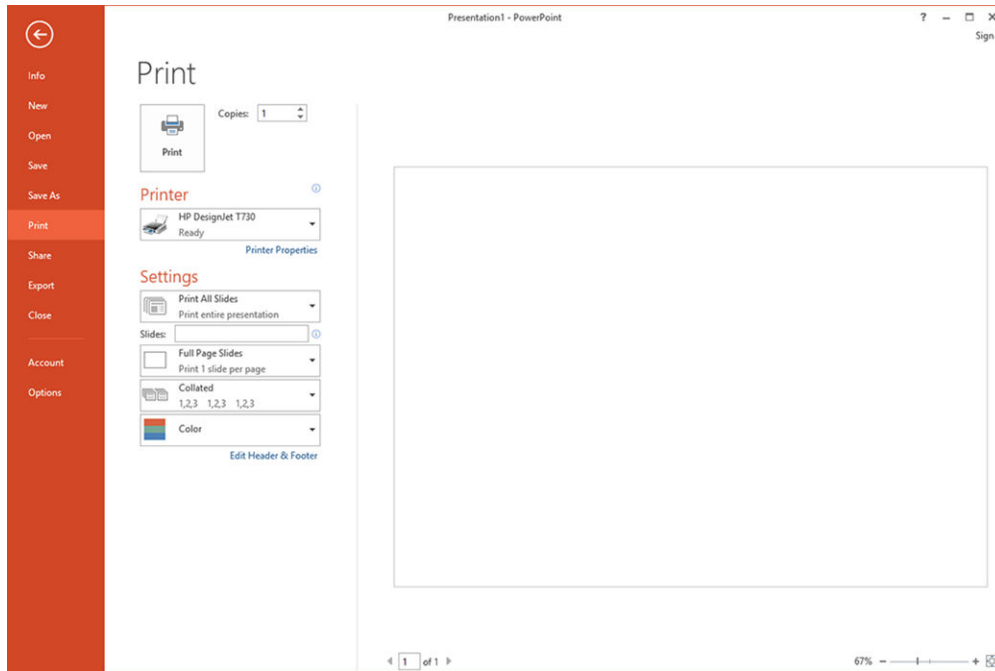 Presentation1 - PowerPoint
?
Sign
Info
New
Open
Save
Save As
Print
Share
Export
Close
Account
Options
Print
Copies: 1
Print
Printer
HP DesignJet T730
Ready
Printer Properties
Settings
Print All Slides
Print entire presentation
Slides:
Full Page Slides
Print 1 slide per page
Collated
1,2,3 1,2,3 1,2,3
Color
Edit Header & Footer
1 of 1
67%